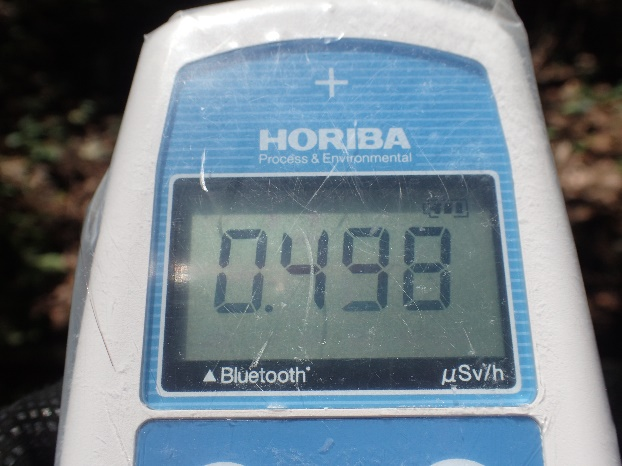 HORIBA
Process & Environmental
0.498
▲Bluetooth®
μSv/h